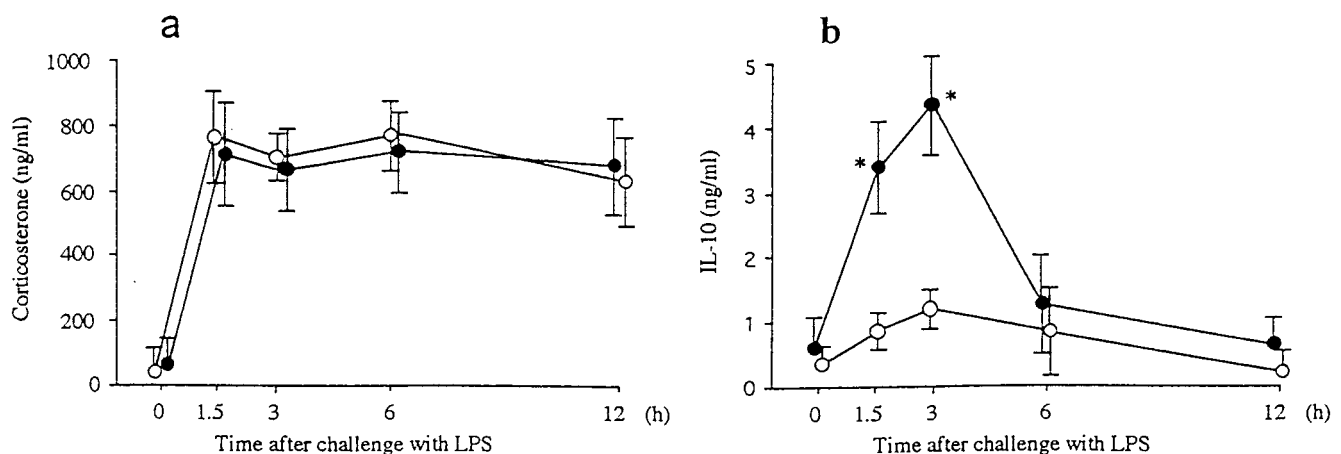 a
Corticosterone (ng/ml)
1000
800
600
400
200
0
0 1.5 3 6 12 (h)
Time after challenge with LPS
b
IL-10 (ng/ml)
5
4
3
2
1
0
*
*
0 1.5 3 6 12 (h)
Time after challenge with LPS